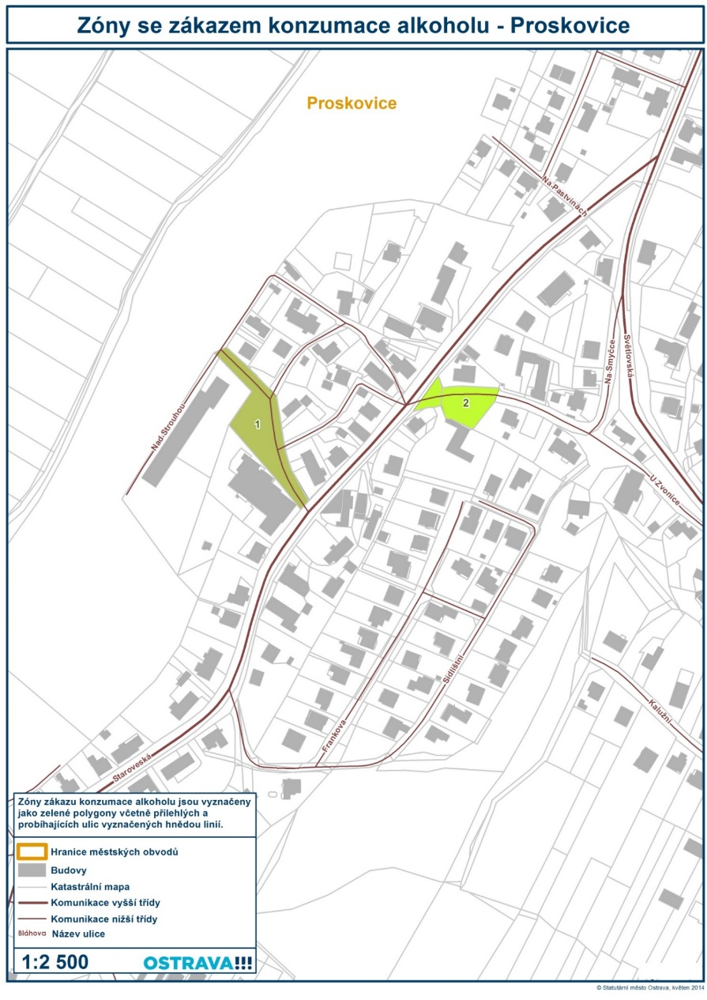 Zóny se zákazem konzumace alkoholu - Proskovice
Proskovice
Na Pastvinách
Na Smyčce
Světlovská
Nad Strouhou
1
2
U Zvonice
Sídlištní
Kalužní
Frankova
Staroveská
Zóny zákazu konzumace alkoholu jsou vyznačeny
jako zelené polygony včetně přilehlých a
probíhajících ulic vyznačených hnědou linií.
Hranice městských obvodů
Budovy
Katastrální mapa
Komunikace vyšší třídy
Komunikace nižší třídy
Bláhova Název ulice
1:2 500 OSTRAVA!!!
© Statutární město Ostrava, květen 2014